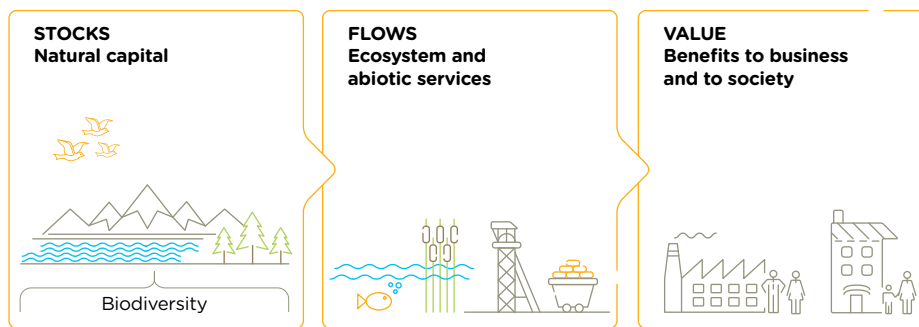 STOCKS
Natural capital
FLOWS
Ecosystem and
abiotic services
VALUE
Benefits to business
and to society
Biodiversity